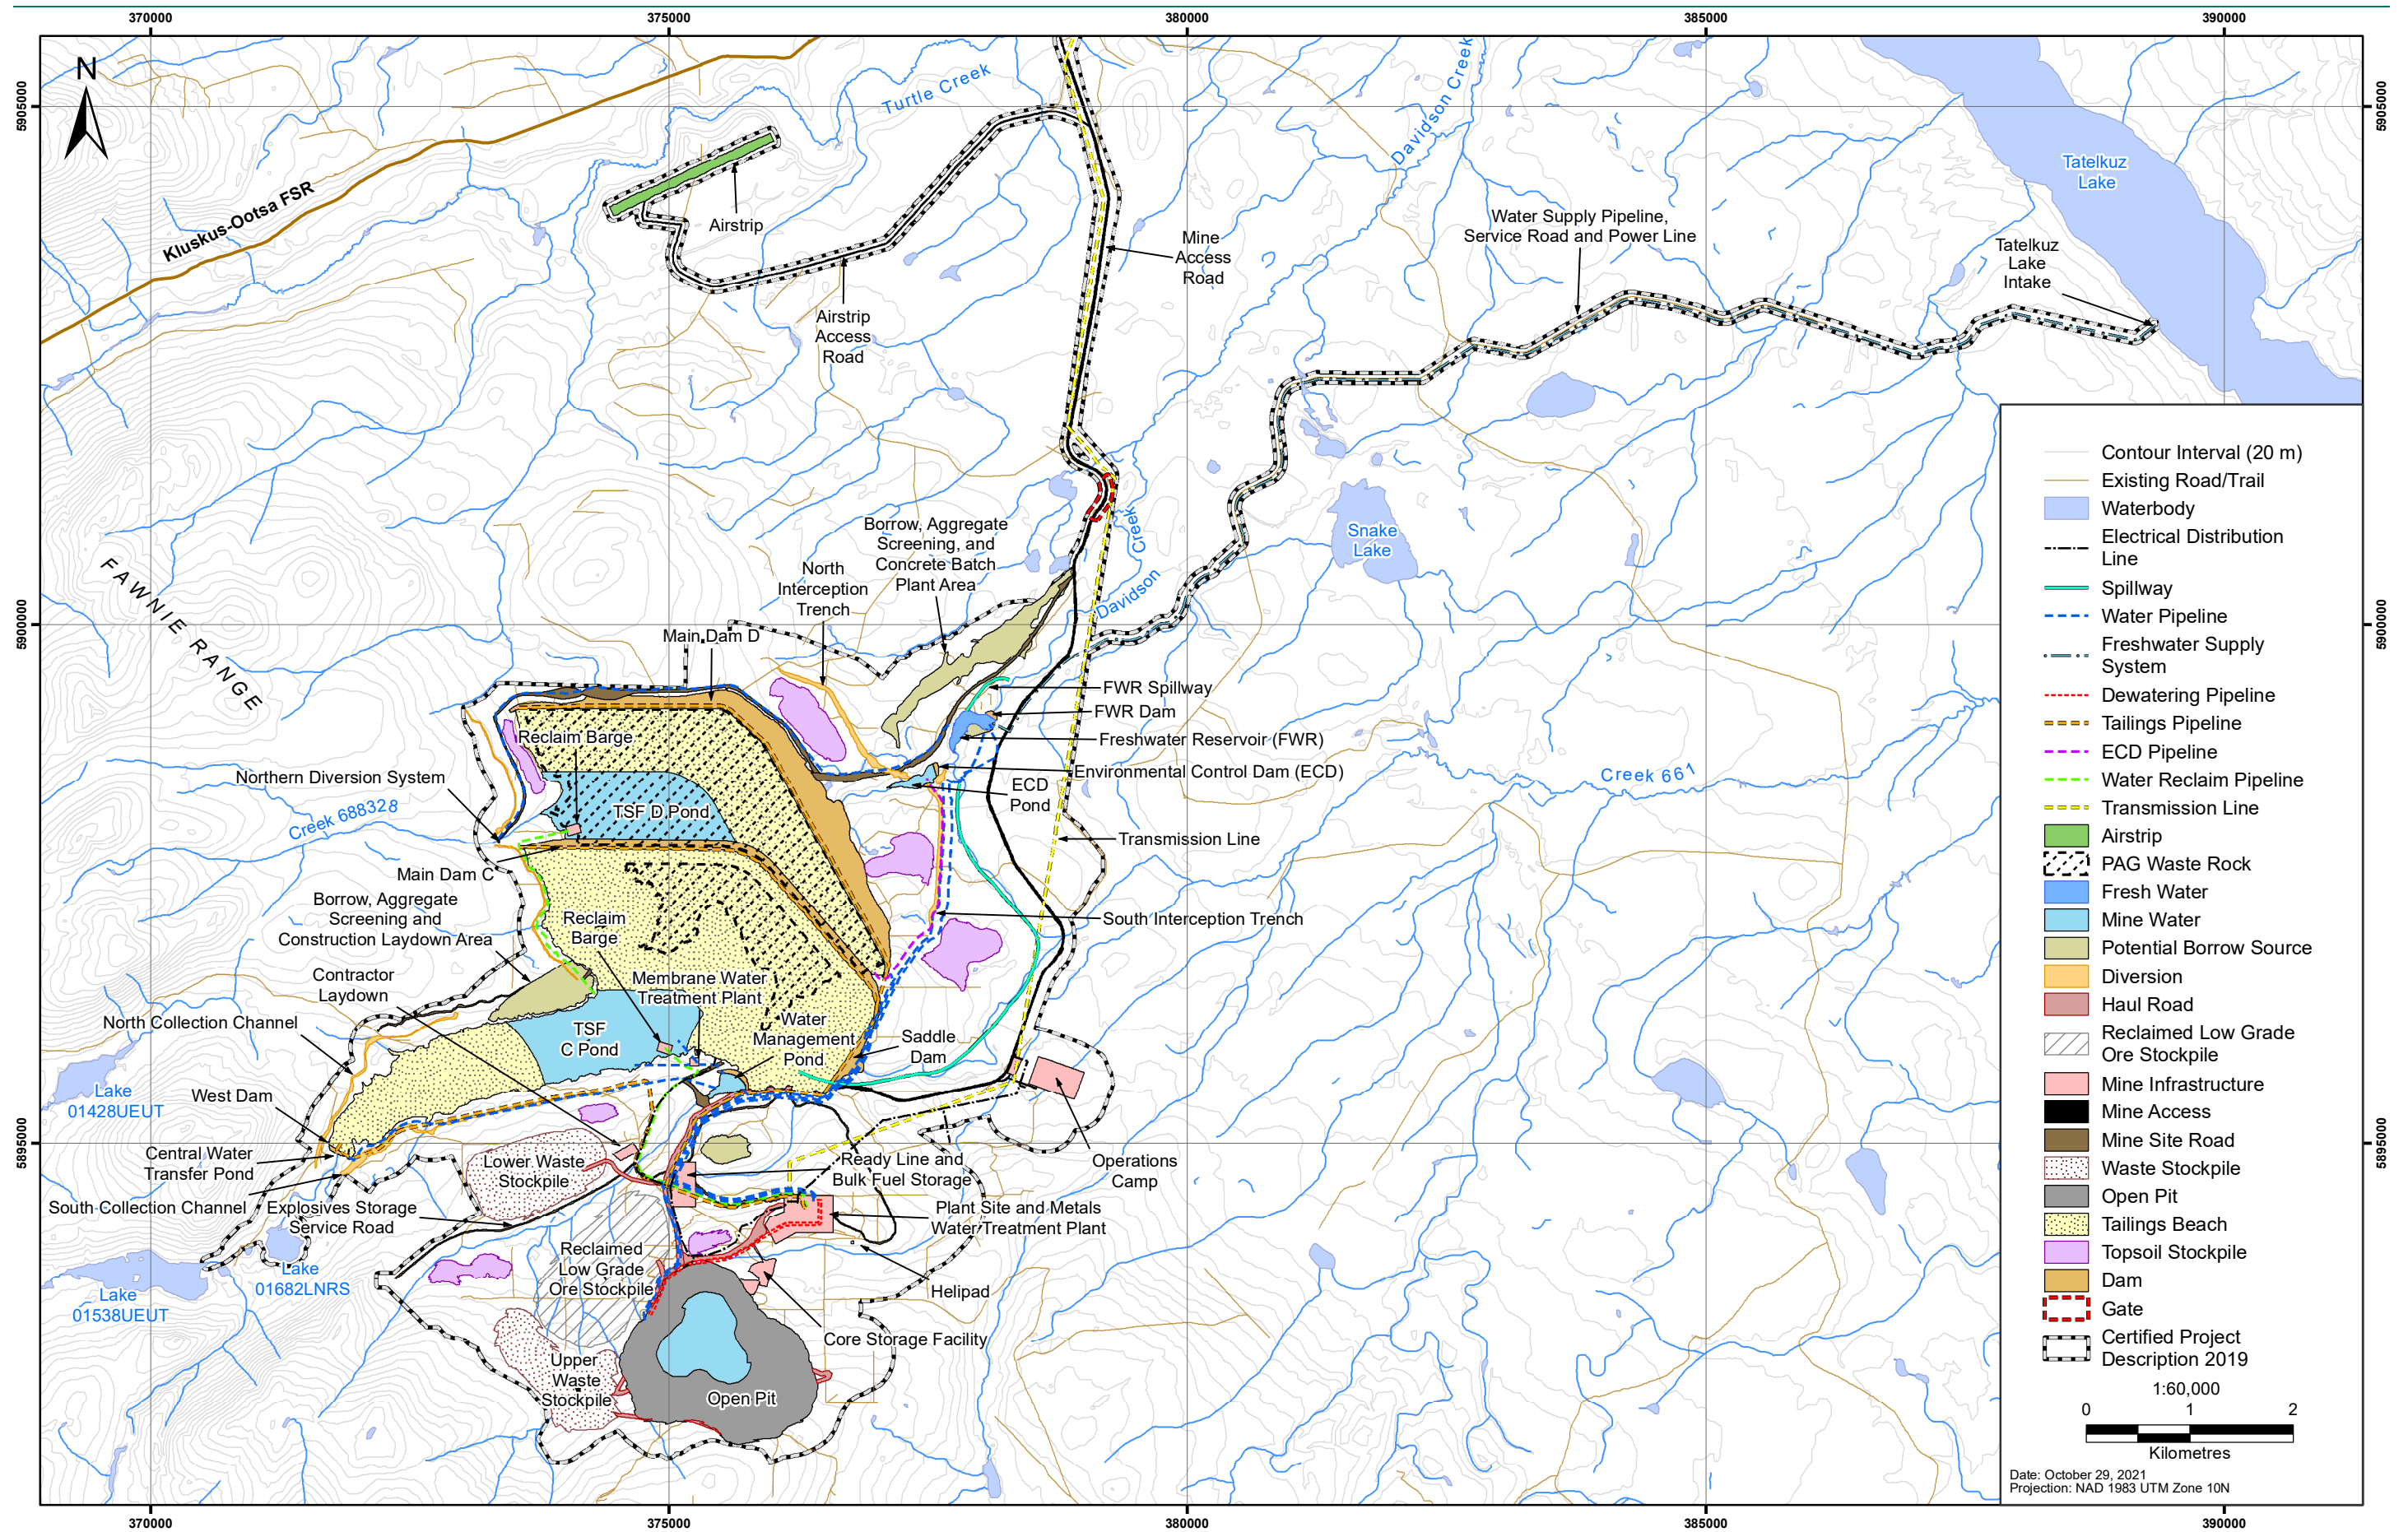 370000
375000
380000
385000
390000
5905000
5905000
N
Turtle Creek
Davidson Creek
Tatelkuz
Lake
Kluskus-Ootsa FSR
Airstrip
Water Supply Pipeline,
Service Road and Power Line
Mine
Access
Road
Tatelkuz
Lake
Intake
Airstrip
Access
Road
Borrow, Aggregate
Screening, and
Concrete Batch
Plant Area
Snake
Lake
Davidson Creek
North
Interception
Trench
FAWNIE RANGE
5900000
5900000
Main Dam D
FWR Spillway
FWR Dam
Reclaim Barge
Freshwater Reservoir (FWR)
Northern Diversion System
Environmental Control Dam (ECD)
ECD
Pond
Creek 661
Creek 688328
TSF D Pond
Transmission Line
Main Dam C
Borrow, Aggregate
Screening and
Construction Laydown Area
Reclaim
Barge
South Interception Trench
Contractor
Laydown
Membrane Water
Treatment Plant
North Collection Channel
TSF
C Pond
Water
Management
Pond
Saddle
Dam
Lake
01428UEUT
West Dam
5895000
5895000
Central Water
Transfer Pond
Lower Waste
Stockpile
Ready Line and
Bulk Fuel Storage
Operations
Camp
South Collection Channel
Explosives Storage
Service Road
Plant Site and Metals
Water Treatment Plant
Reclaimed
Low Grade
Ore Stockpile
Lake
01682LNRS
Lake
01538UEUT
Helipad
Core Storage Facility
Upper
Waste
Stockpile
Open Pit
Contour Interval (20 m)
Existing Road/Trail
Waterbody
Electrical Distribution
Line
Spillway
Water Pipeline
Freshwater Supply
System
Dewatering Pipeline
Tailings Pipeline
ECD Pipeline
Water Reclaim Pipeline
Transmission Line
Airstrip
PAG Waste Rock
Fresh Water
Mine Water
Potential Borrow Source
Diversion
Haul Road
Reclaimed Low Grade
Ore Stockpile
Mine Infrastructure
Mine Access
Mine Site Road
Waste Stockpile
Open Pit
Tailings Beach
Topsoil Stockpile
Dam
Gate
Certified Project
Description 2019
1:60,000
0 1 2
Kilometres
Date: October 29, 2021
Projection: NAD 1983 UTM Zone 10N
370000
375000
380000
385000
390000